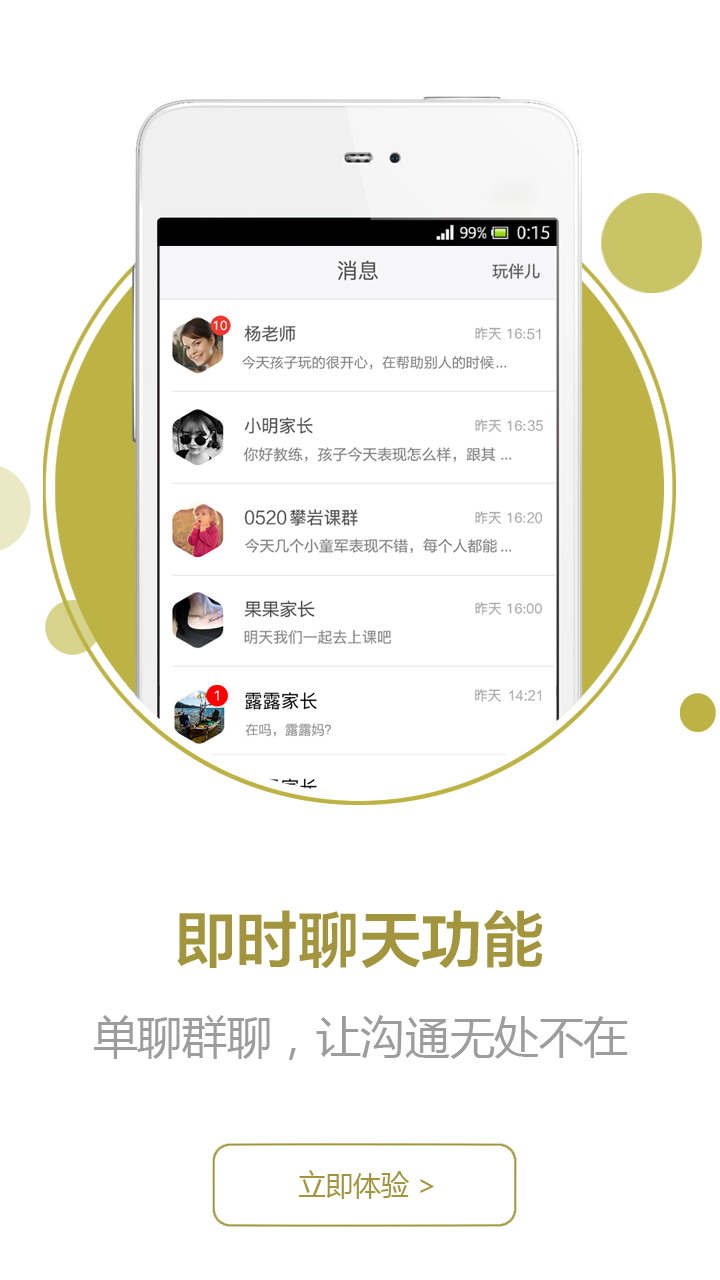 99% 0:15
消息 玩伴儿
10 杨老师 昨天 16:51
今天孩子玩的很开心，在帮助别人的时候...
小明家长 昨天 16:35
你好教练，孩子今天表现怎么样，跟其 ...
0520攀岩课群 昨天 16:20
今天几个小童军表现不错，每个人都能 ...
果果家长 昨天 16:00
明天我们一起去上课吧
1 露露家长 昨天 14:21
在吗，露露妈?
家长
即时聊天功能
单聊群聊，让沟通无处不在
立即体验 >